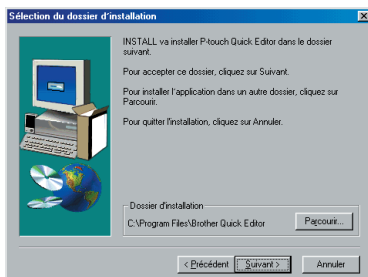 Sélection du dossier d'installation
INSTALL va installer P-touch Quick Editor dans le dossier
suivant.
Pour accepter ce dossier, cliquez sur Suivant.
Pour installer l'application dans un autre dossier, cliquez sur
Parcourir.
Pour quitter l'installation, cliquez sur Annuler.
Dossier d'installation
C:\Program Files\Brother Quick Editor
Parcourir...
< Précédent
Suivant >
Annuler